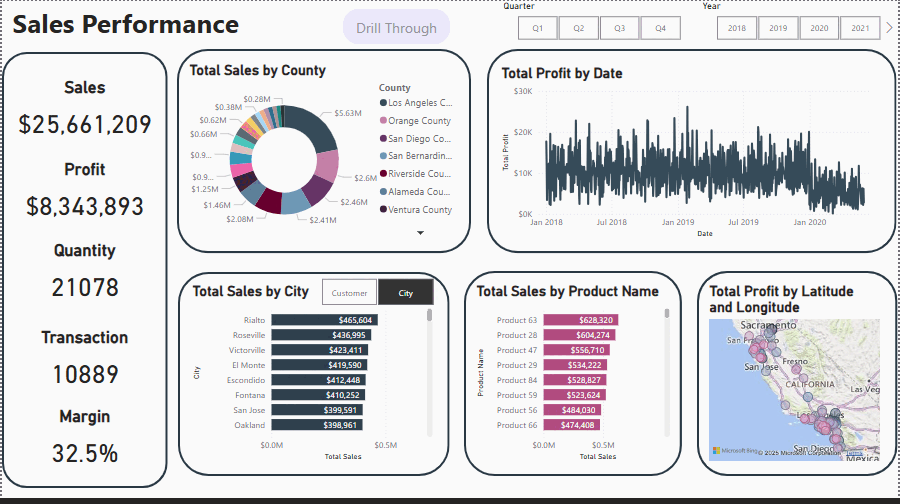 Sales Performance
Drill Through
Quarter
Q1 Q2 Q3 Q4
Year
2018 2019 2020 2021
Sales
$25,661,209
Profit
$8,343,893
Quantity
21078
Transaction
10889
Margin
32.5%
Total Sales by County
$0.28M
$0.38M
$0.62M
$0.66M
$0.9...
$0.9...
$1.25M
$1.46M
$2.08M
$2.41M
$2.46M
$2.6M
$5.63M
County
Los Angeles C...
Orange County
San Diego Co...
San Bernardin...
Riverside Cou...
Alameda Cou...
Ventura County
Total Profit by Date
Total Profit
$30K
$20K
$10K
$0K
Jan 2018 Jul 2018 Jan 2019 Jul 2019 Jan 2020
Date
Total Sales by City
Customer City
City
Rialto $465,604
Roseville $436,995
Victorville $423,411
El Monte $419,590
Escondido $412,448
Fontana $410,252
San Jose $399,591
Oakland $398,961
$0.0M $0.5M
Total Sales
Total Sales by Product Name
Product Name
Product 63 $628,320
Product 28 $604,274
Product 47 $556,710
Product 29 $534,222
Product 84 $528,827
Product 59 $523,624
Product 56 $484,030
Product 66 $474,408
$0.0M $0.5M
Total Sales
Total Profit by Latitude
and Longitude
Sacramento
San Jose
Fresno
CALIFORNIA
Las Veg
San Diego
Microsoft Bing
© 2025 Microsoft Corporation Terms
Mexica